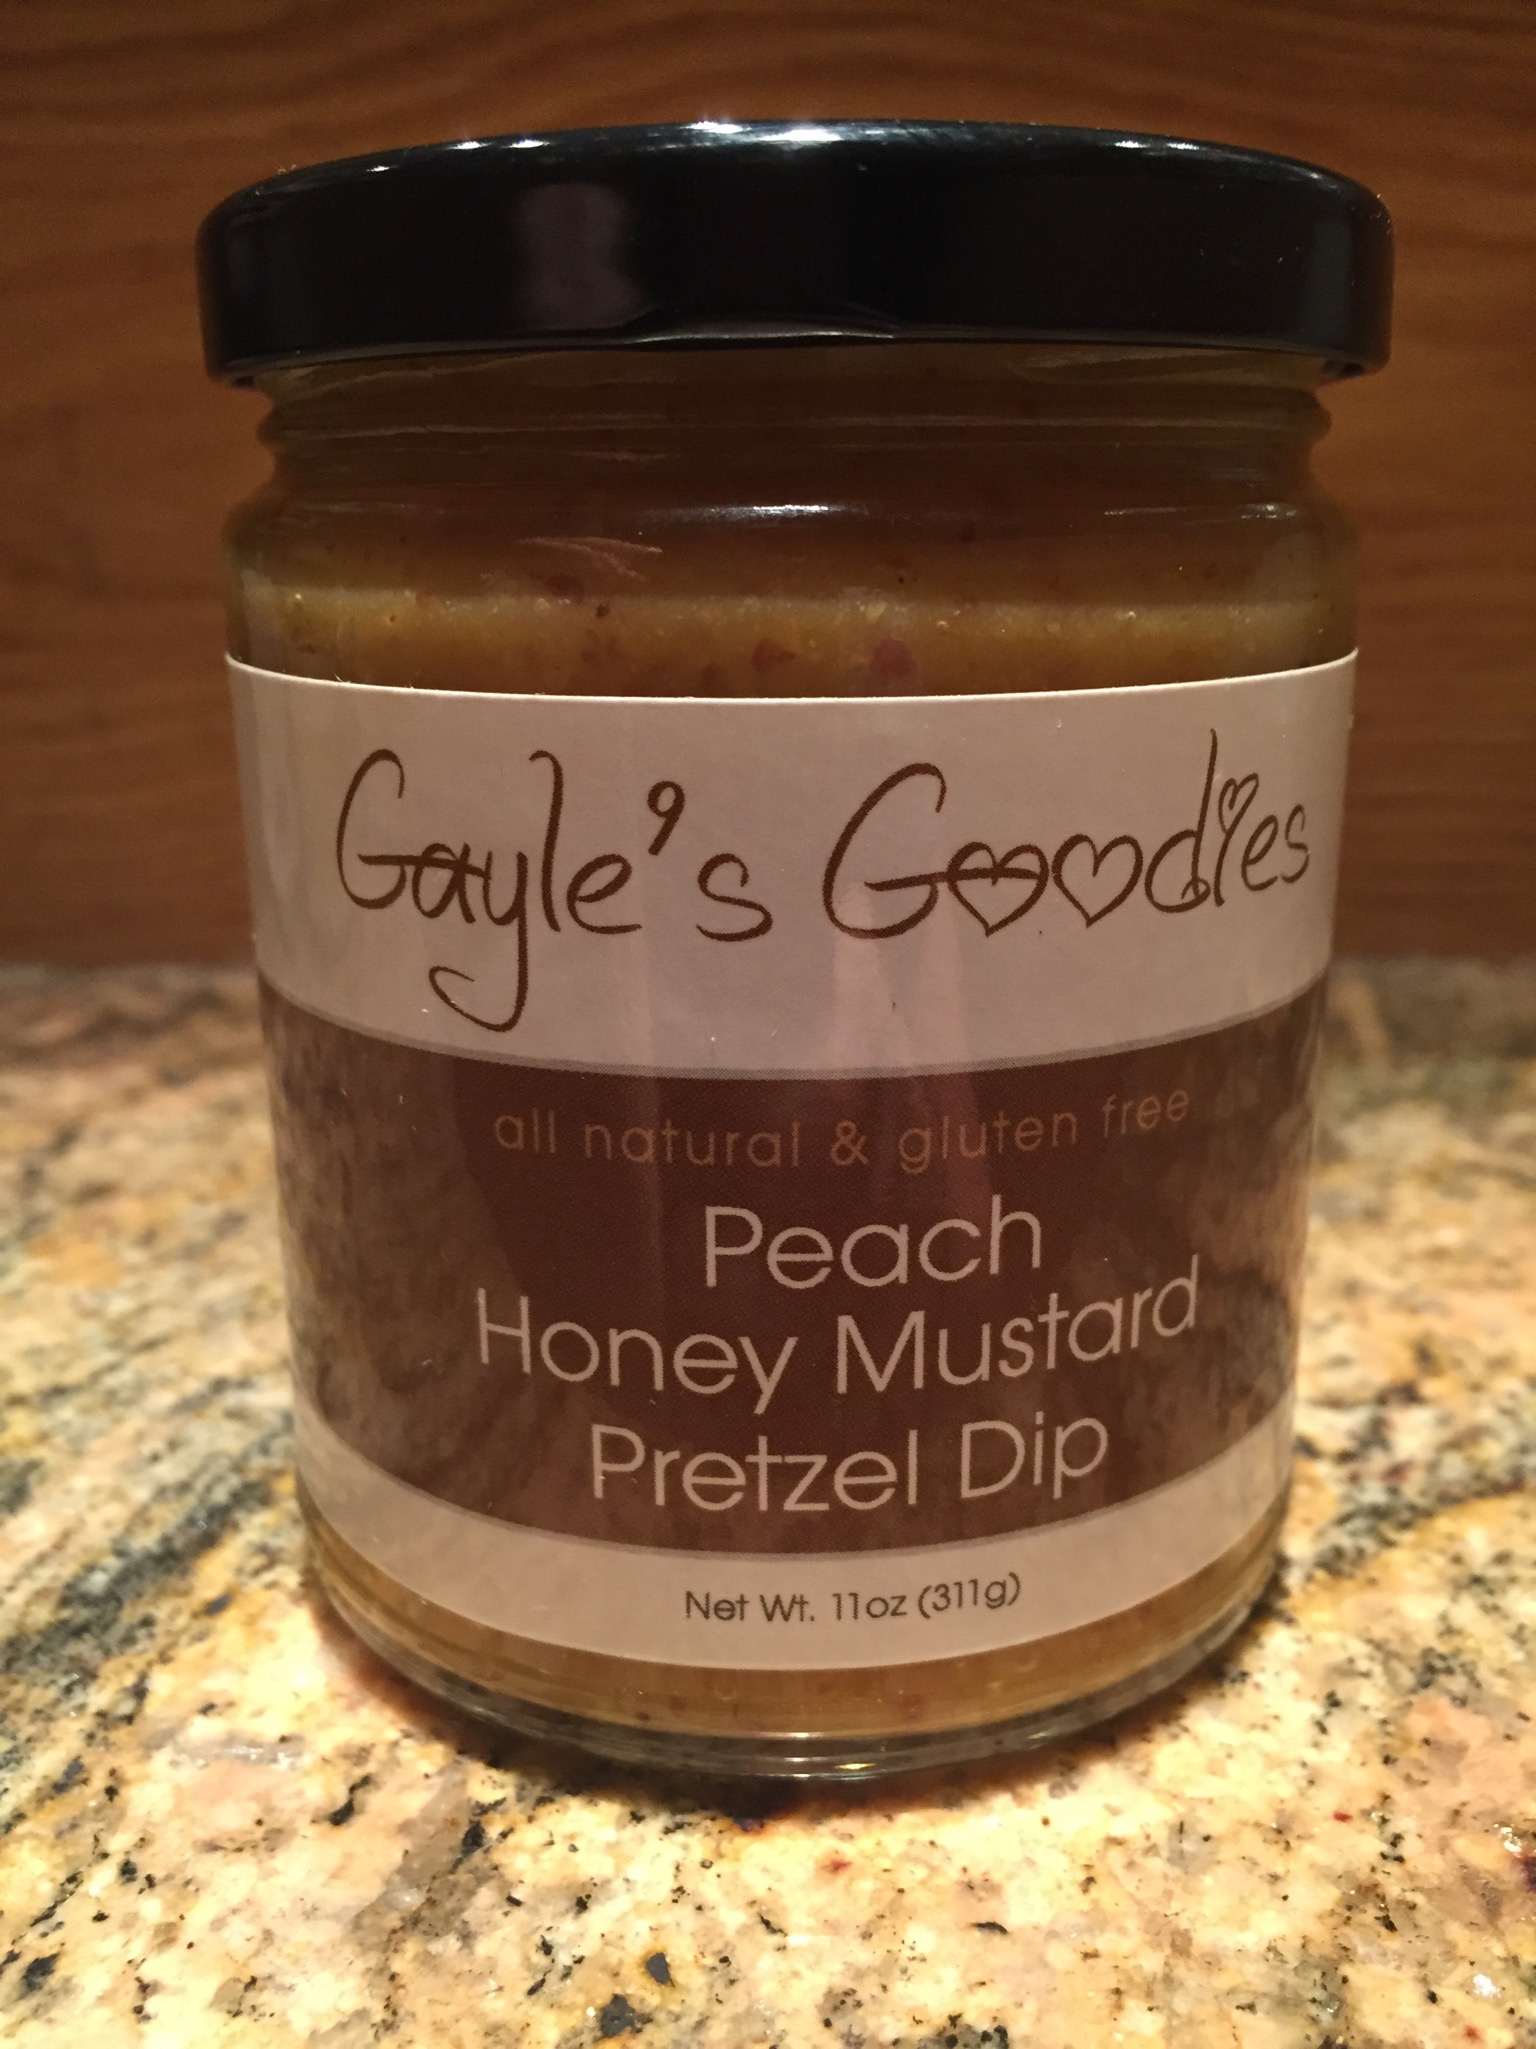 Gayle's Goodies
all natural & gluten free
Peach
Honey Mustard
Pretzel Dip
Net Wt. 11oz (311g)